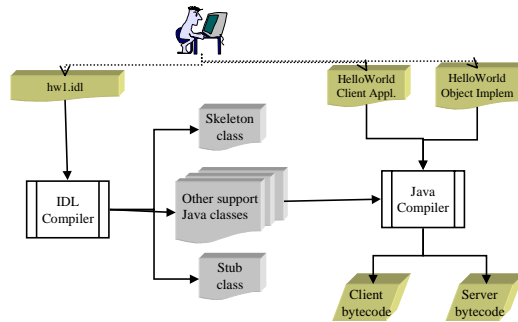 hw1.idl
HelloWorld
Client Appl.
HelloWorld
Object Implem
Skeleton
class
IDL
Compiler
Other support
Java classes
Java
Compiler
Stub
class
Client
bytecode
Server
bytecode